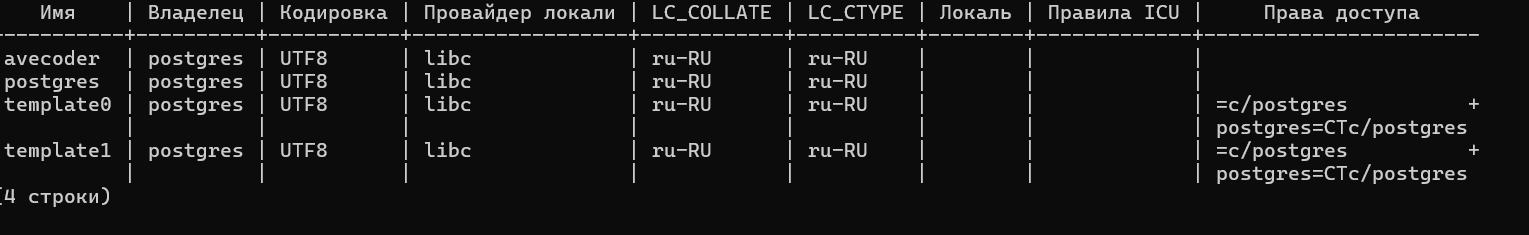 Имя | Владелец | Кодировка | Провайдер локали | LC_COLLATE | LC_CTYPE | Локаль | Правила ICU | Права доступа
----------+----------+-----------+-----------------+------------+----------+--------+-------------+-----------------------
avecoder | postgres | UTF8 | libc | ru-RU | ru-RU | | |
postgres | postgres | UTF8 | libc | ru-RU | ru-RU | | |
template0 | postgres | UTF8 | libc | ru-RU | ru-RU | | | =c/postgres +
| | | | | | | | postgres=CTc/postgres
template1 | postgres | UTF8 | libc | ru-RU | ru-RU | | | =c/postgres +
| | | | | | | | postgres=CTc/postgres
(4 строки)